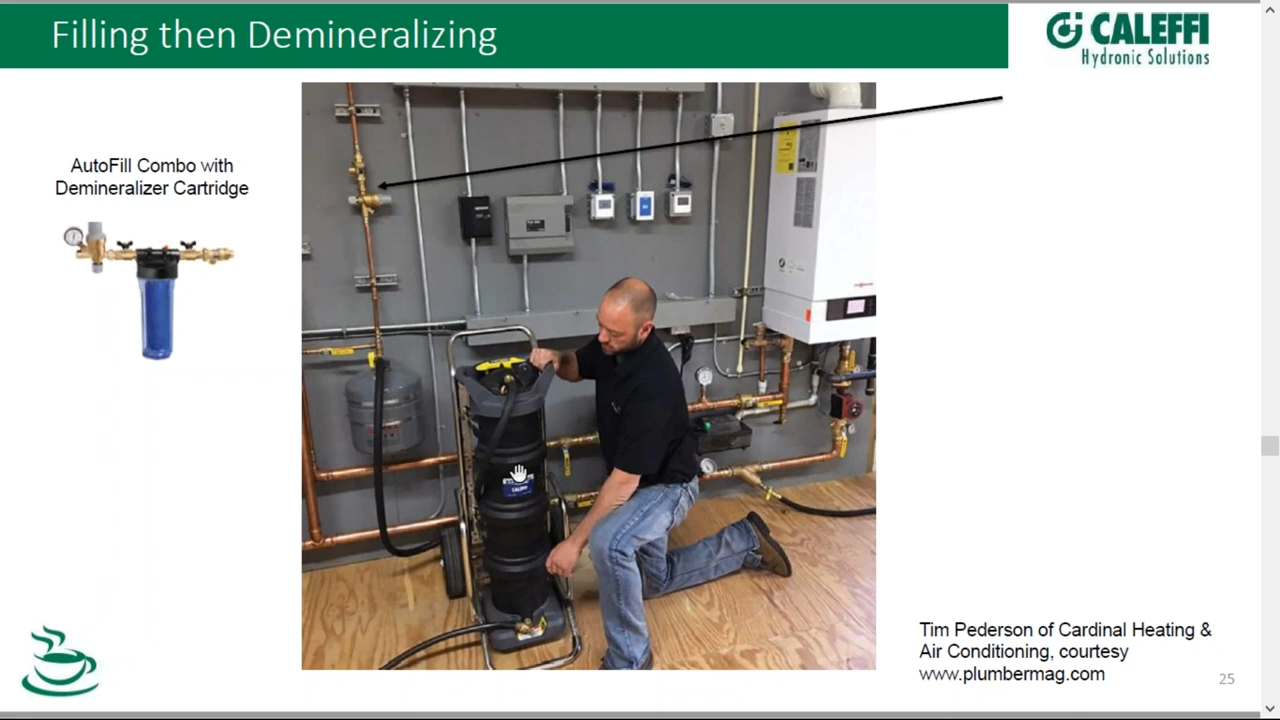 Filling then Demineralizing
CALEFFI
Hydronic Solutions
AutoFill Combo with
Demineralizer Cartridge
CALEFFI
Tim Pederson of Cardinal Heating &
Air Conditioning, courtesy
www.plumbermag.com
25